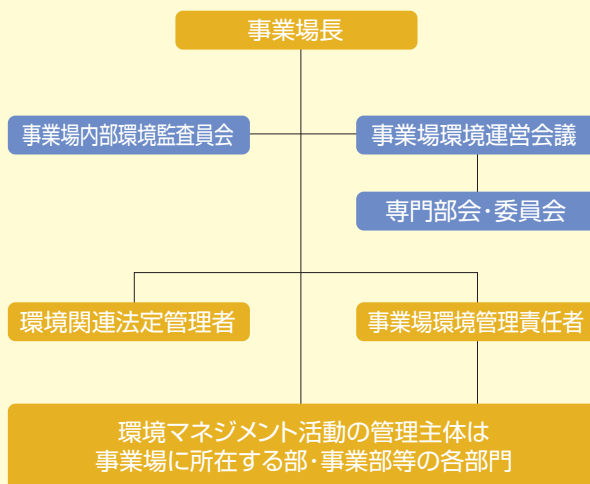 事業場長
事業場内部環境監査員会
事業場環境運営会議
専門部会・委員会
環境関連法定管理者
事業場環境管理責任者
環境マネジメント活動の管理主体は
事業場に所在する部・事業部等の各部門